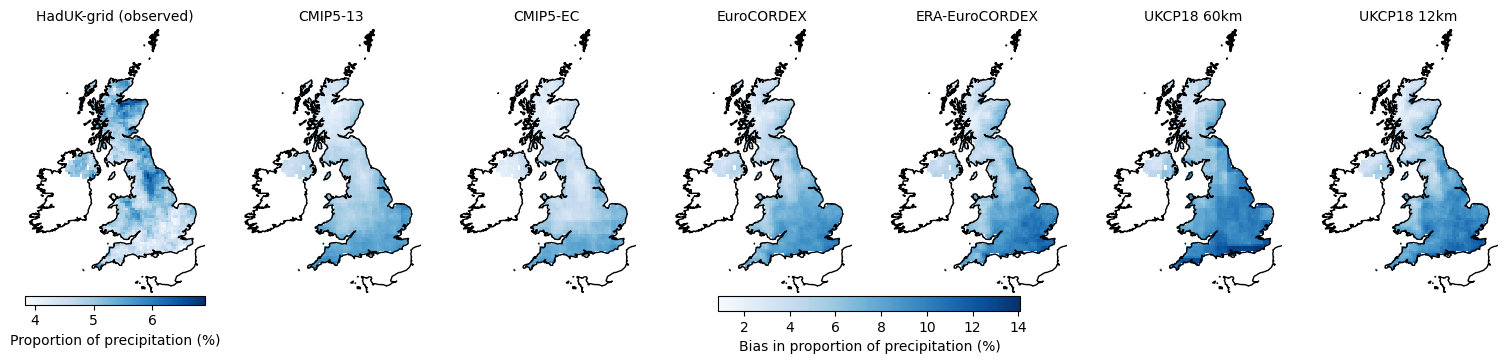 HadUK-grid (observed)
CMIP5-13
CMIP5-EC
EuroCORDEX
ERA-EuroCORDEX
UKCP18 60km
UKCP18 12km
4 5 6
Proportion of precipitation (%)
2 4 6 8 10 12 14
Bias in proportion of precipitation (%)